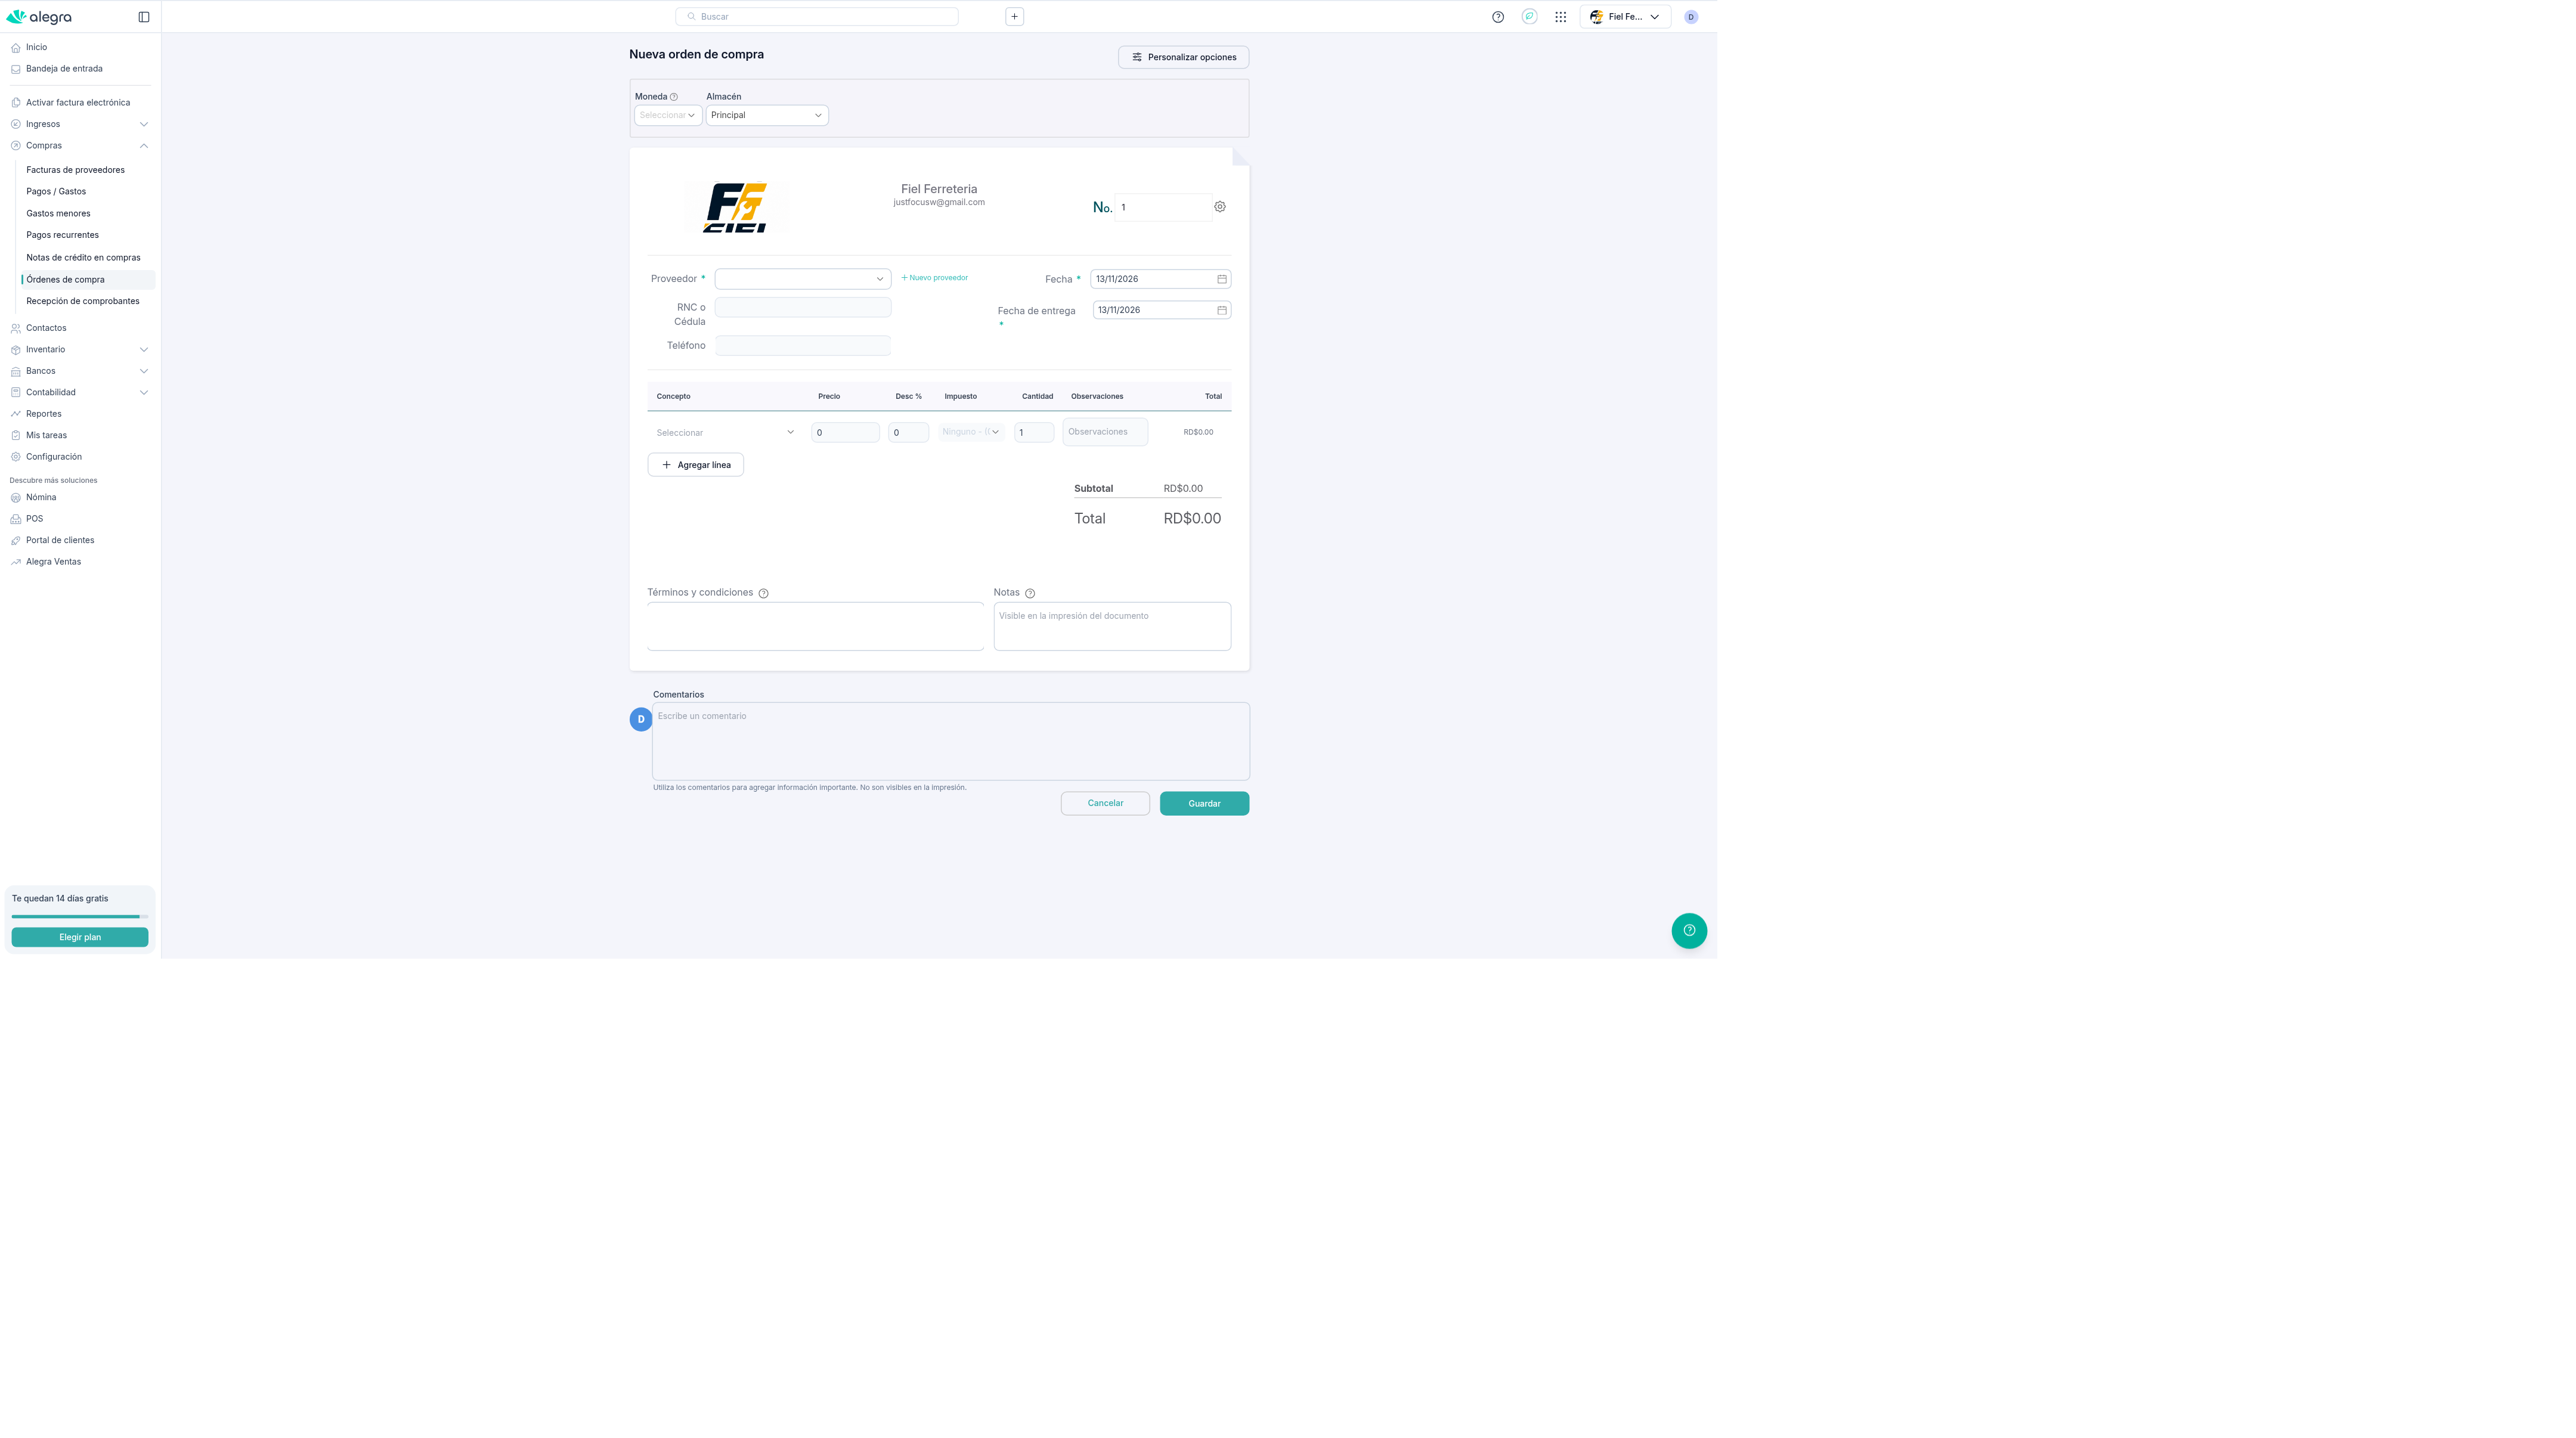 alegra
Buscar
Fiel Fe...
D
Inicio
Bandeja de entrada
Activar factura electrónica
Ingresos
Compras
Facturas de proveedores
Pagos / Gastos
Gastos menores
Pagos recurrentes
Notas de crédito en compras
Órdenes de compra
Recepción de comprobantes
Contactos
Inventario
Bancos
Contabilidad
Reportes
Mis tareas
Configuración
Descubre más soluciones
Nómina
POS
Portal de clientes
Alegra Ventas
Te quedan 14 días gratis
Elegir plan
Nueva orden de compra
Personalizar opciones
Moneda Almacén
Seleccionar Principal
Fiel Ferreteria
justfocusw@gmail.com
No. 1
Proveedor * + Nuevo proveedor Fecha * 13/11/2026
RNC o Cédula Fecha de entrega * 13/11/2026
Teléfono
Concepto Precio Desc % Impuesto Cantidad Observaciones Total
Seleccionar 0 0 Ninguno - 1 Observaciones RD$0.00
+ Agregar línea
Subtotal RD$0.00
Total RD$0.00
Términos y condiciones Notas
Visible en la impresión del documento
Comentarios
D Escribe un comentario
Utiliza los comentarios para agregar información importante. No son visibles en la impresión.
Cancelar Guardar